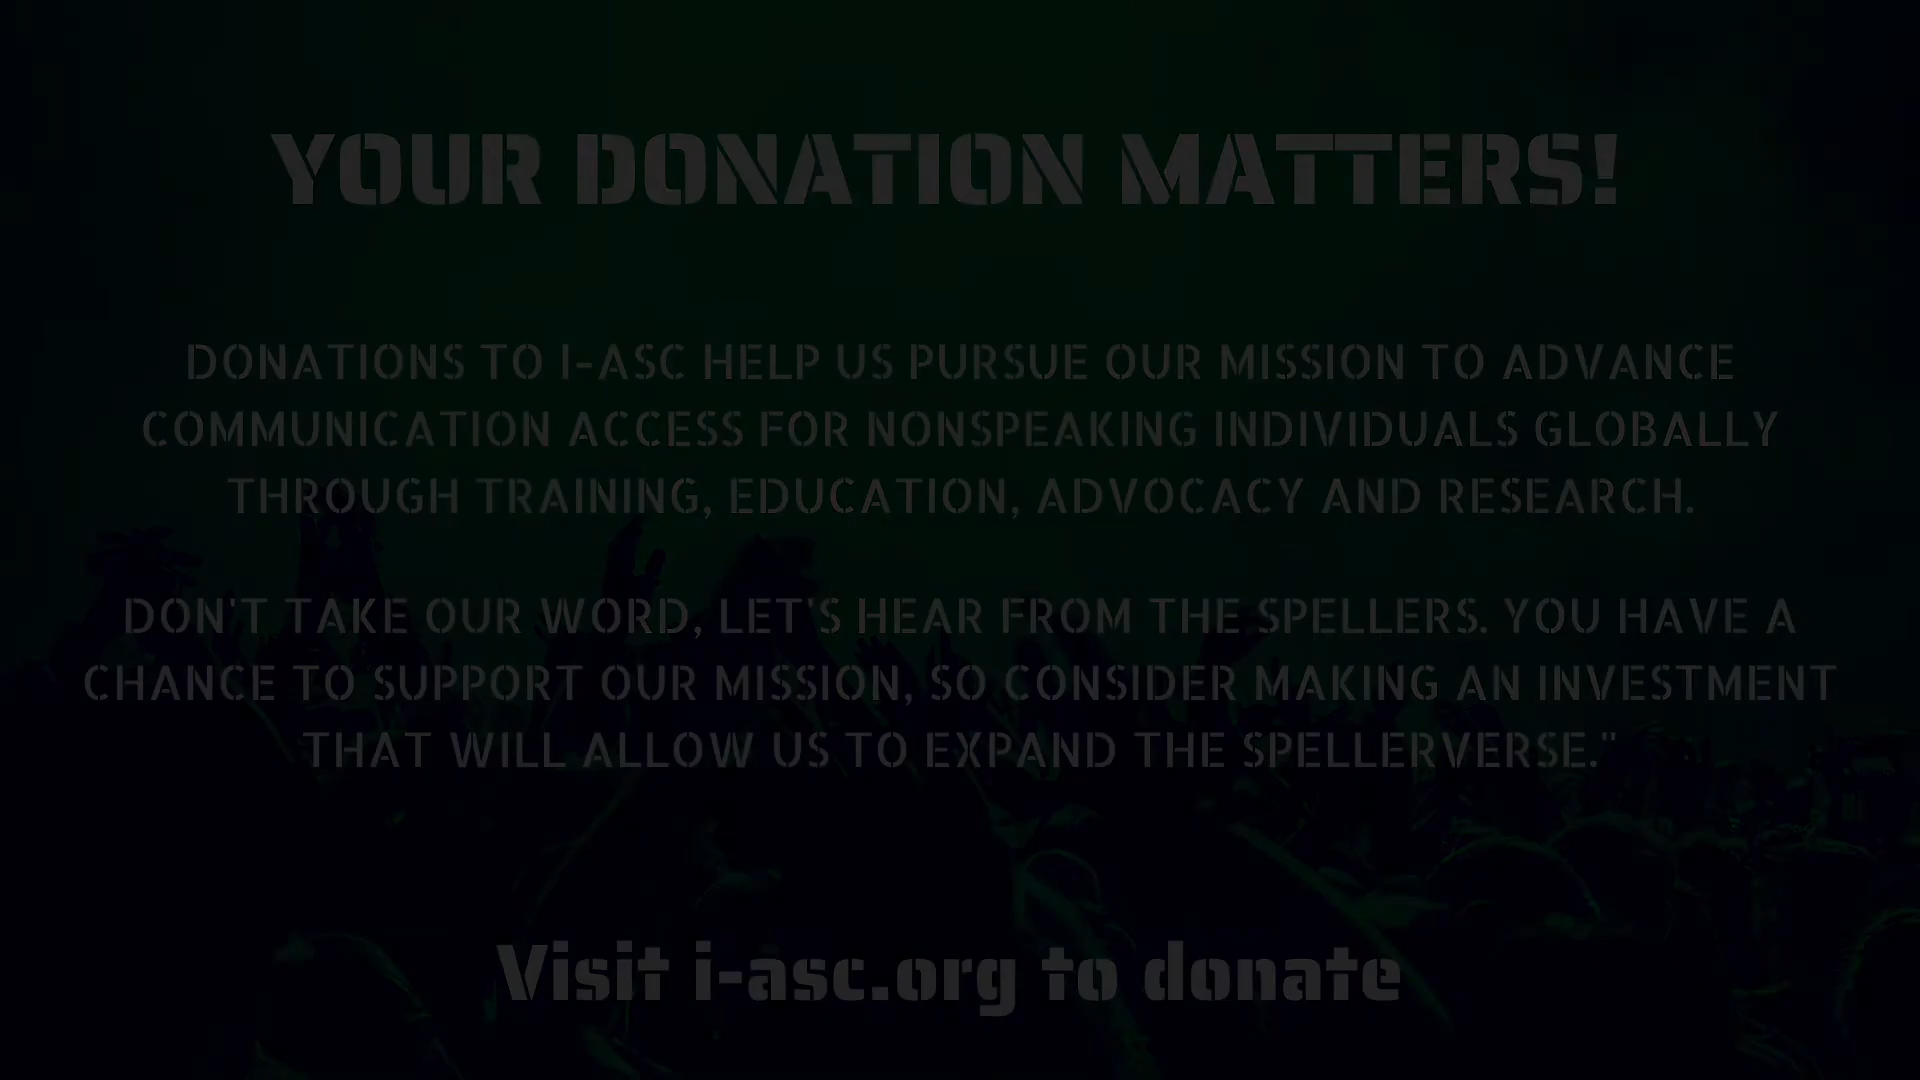 YOUR DONATION MATTERS!
DONATIONS TO I-ASC HELP US PURSUE OUR MISSION TO ADVANCE
COMMUNICATION ACCESS FOR NONSPEAKING INDIVIDUALS GLOBALLY
THROUGH TRAINING, EDUCATION, ADVOCACY AND RESEARCH.
DON'T TAKE OUR WORD, LET'S HEAR FROM THE SPELLERS. YOU HAVE A
CHANCE TO SUPPORT OUR MISSION, SO CONSIDER MAKING AN INVESTMENT
THAT WILL ALLOW US TO EXPAND THE SPELLERVERSE."
Visit i-asc.org to donate